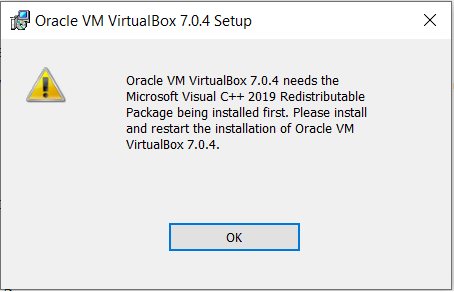 Oracle VM VirtualBox 7.0.4 Setup
Oracle VM VirtualBox 7.0.4 needs the
Microsoft Visual C++ 2019 Redistributable
Package being installed first. Please install
and restart the installation of Oracle VM
VirtualBox 7.0.4.
OK